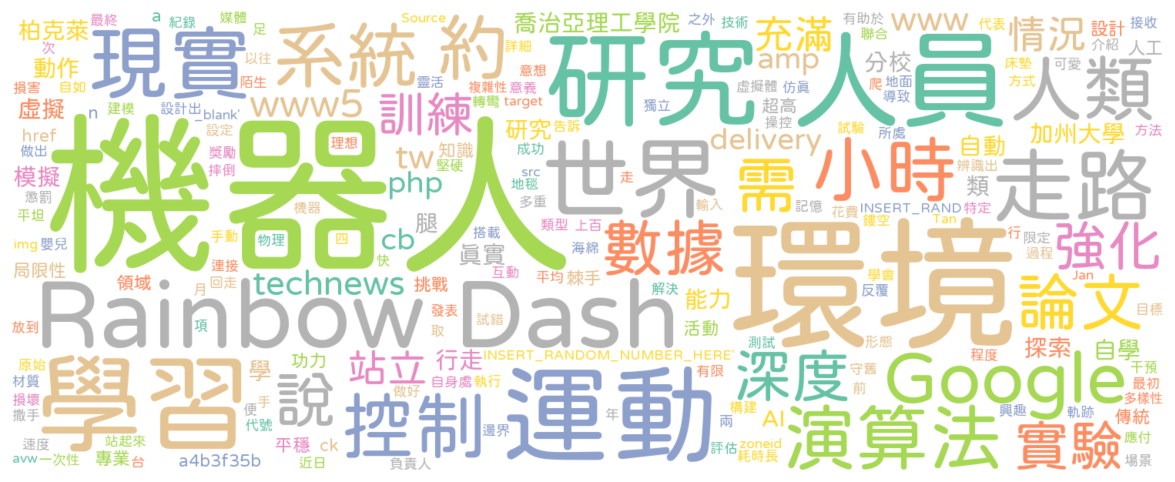 柏克萊 最終 a 紀錄 媒體 足 Source 喬治亞理工學院 之外 技術 有助於 代表 接收
動作 次 現實 以往 系統 約 詳細 意想 充滿 www 聯合 情況 介紹 設計 人工
損害 自如 陌生 靈活 複雜性 意義 研究人員 amp 分校 床墊 方式 可愛 人類
虛擬 n 建模 設計出 _blank' www5 訓練 轉彎 target 虛擬體 仿真 爬 地面 導致
href 設定 理想 研究 告訴 獨立 超高 操控 試驗 所處 加州大學 方法
做出 獎勵 摔倒 tw 知識 堅硬 成功 世界 delivery 自動 辨識出
模擬 懲罰 機器人 php 地毯 src 走 需 小時 類 走路
平坦 機器 腿 多重 輸入 記憶 INSERT_RAND 特定
img 嬰兒 手動 物理 四 搭載 cb 類型 上百 花費 鏤空 Tan 行 限定
局限性 連接 快 眞實 互動 海綿 數據 環境 過程 強化
領域 月 回走 technews 挑戰 平均 棘手 學會 反覆 Jan
放到 項 Rainbow Dash 發表 取 試錯 解決 能力 活動 論文 目標
原始 功力 站立 行走 INSERT_RANDOM_NUMBER_HERE' 測試 形態 程度 探索 自學
材質 學習 學 做好 自身處 執行 有限 深度 守舊 前 Google 干預
損壞 撒手 手 便 代號 說 控制 運動 年 邊界 兩 構建 AI 最初 多樣性
速度 站起來 平穩 ck 評估 zoneid 演算法 興趣 軌跡 傳統
avw 一次性 專業 台 a4b3f35b 近日 負責人 耗時長 實驗 應付 場景